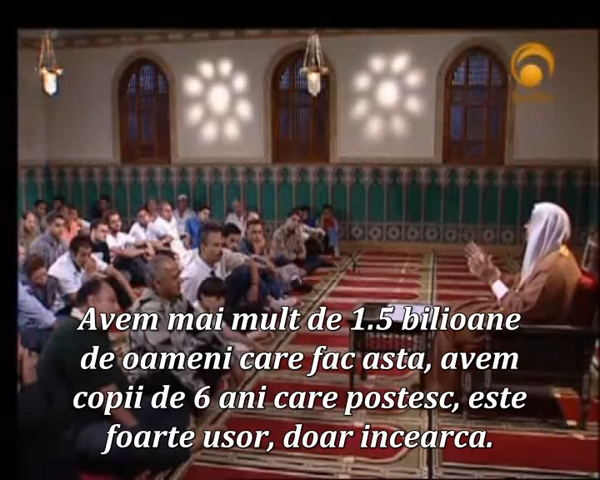 Avem mai mult de 1.5 bilioane
de oameni care fac asta, avem
copii de 6 ani care postesc, este
foarte usor, doar incearca.